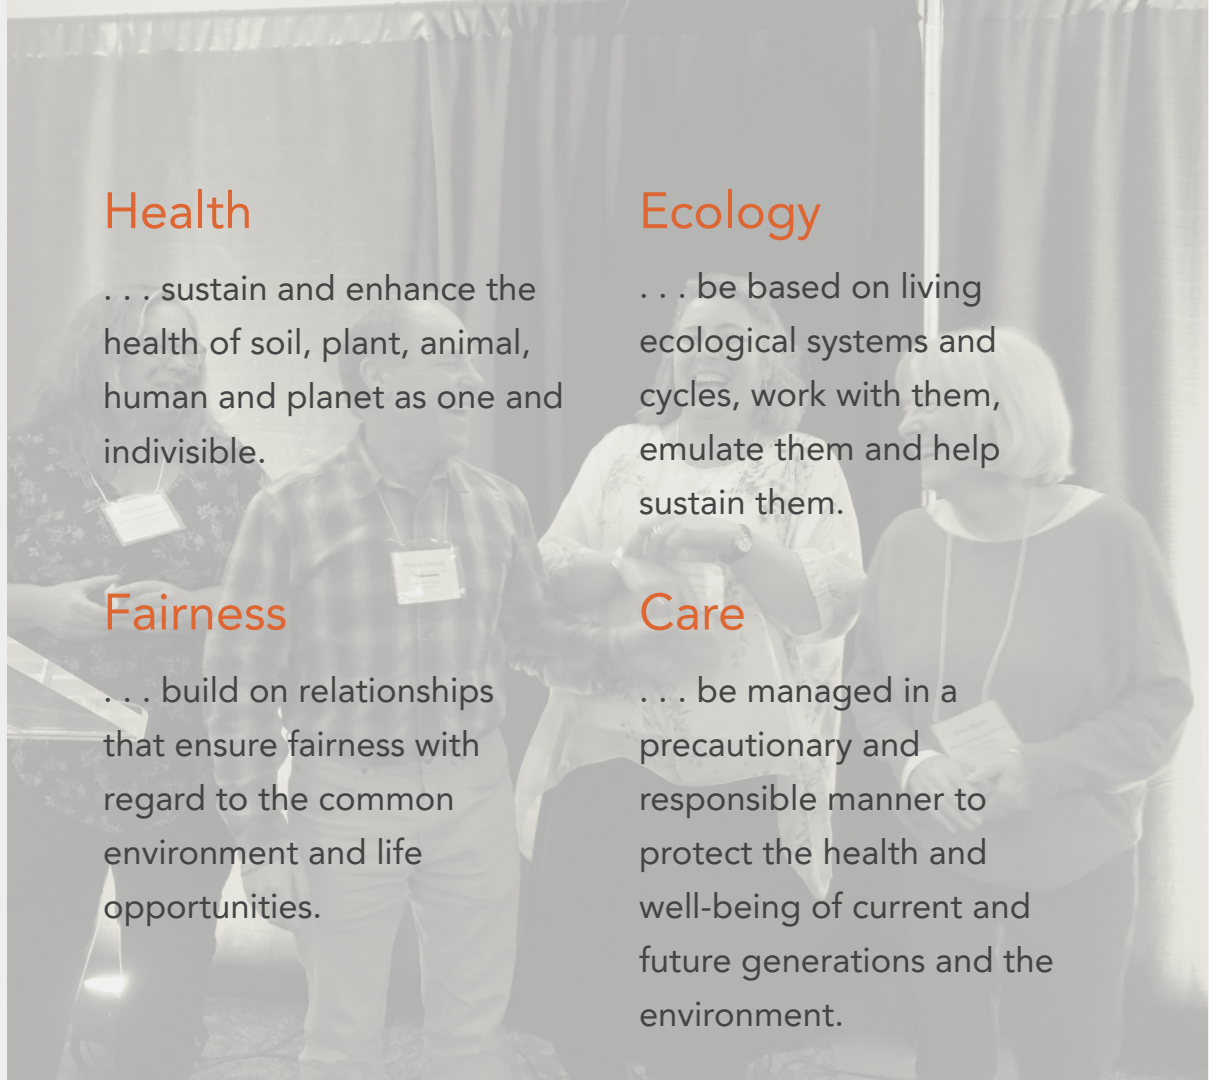 Health
. . . sustain and enhance the
health of soil, plant, animal,
human and planet as one and
indivisible.
Ecology
. . . be based on living
ecological systems and
cycles, work with them,
emulate them and help
sustain them.
Fairness
. . . build on relationships
that ensure fairness with
regard to the common
environment and life
opportunities.
Care
. . . be managed in a
precautionary and
responsible manner to
protect the health and
well-being of current and
future generations and the
environment.